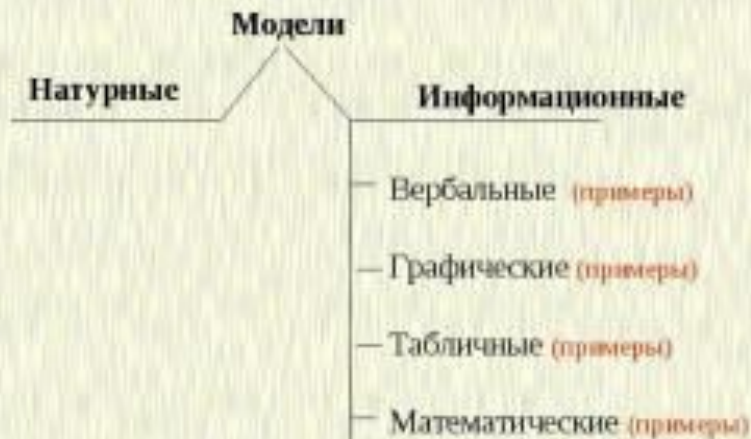 Модели
Натурные
Информационные
Вербальные (примеры)
Графические (примеры)
Табличные (примеры)
Математические (примеры)